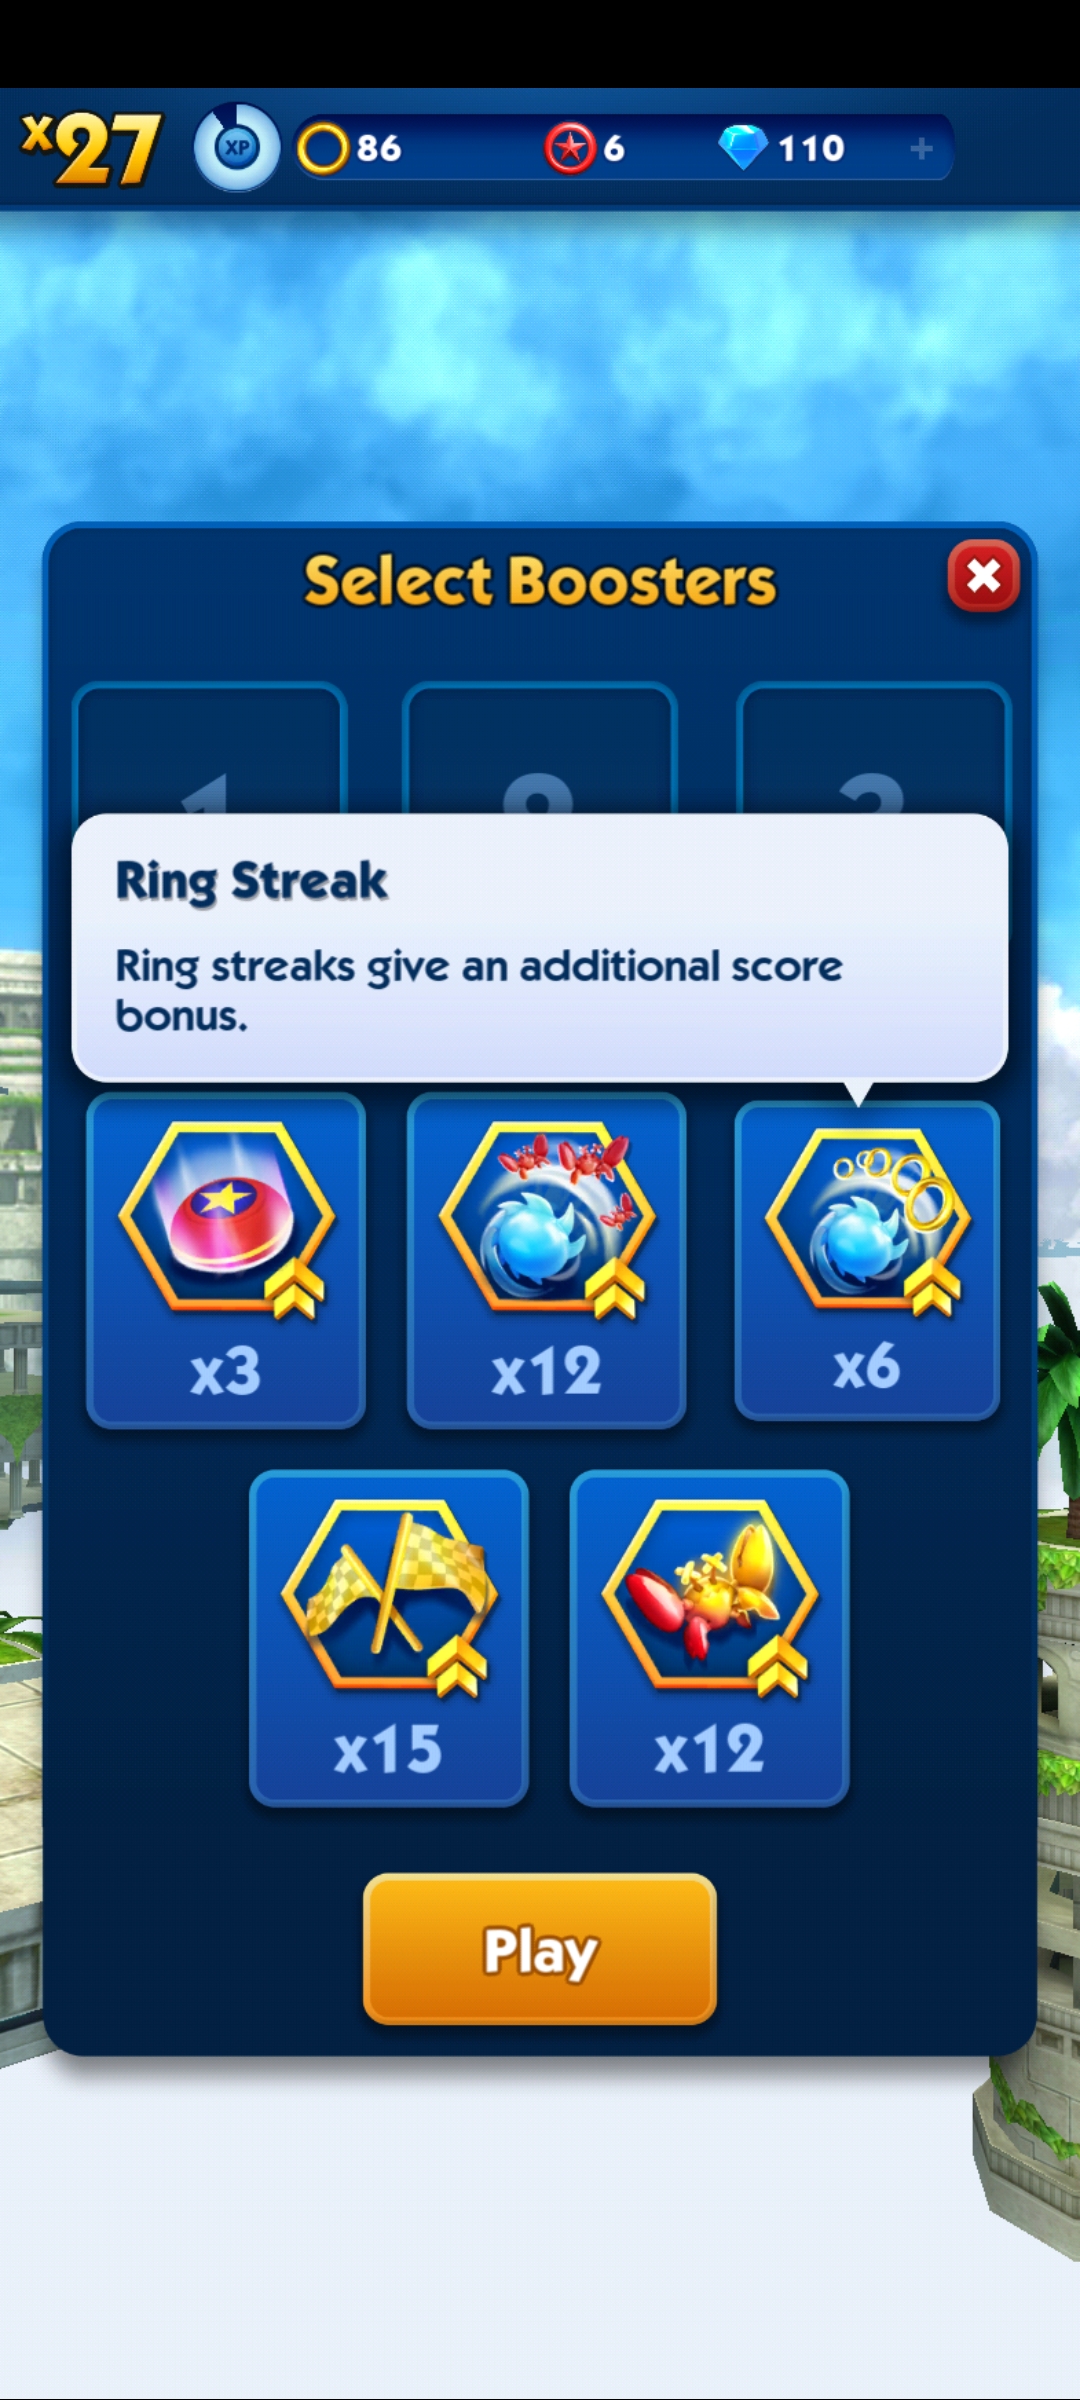 x27
XP
86
6
110
+
Select Boosters
Ring Streak
Ring streaks give an additional score
bonus.
x3
x12
x6
x15
x12
Play